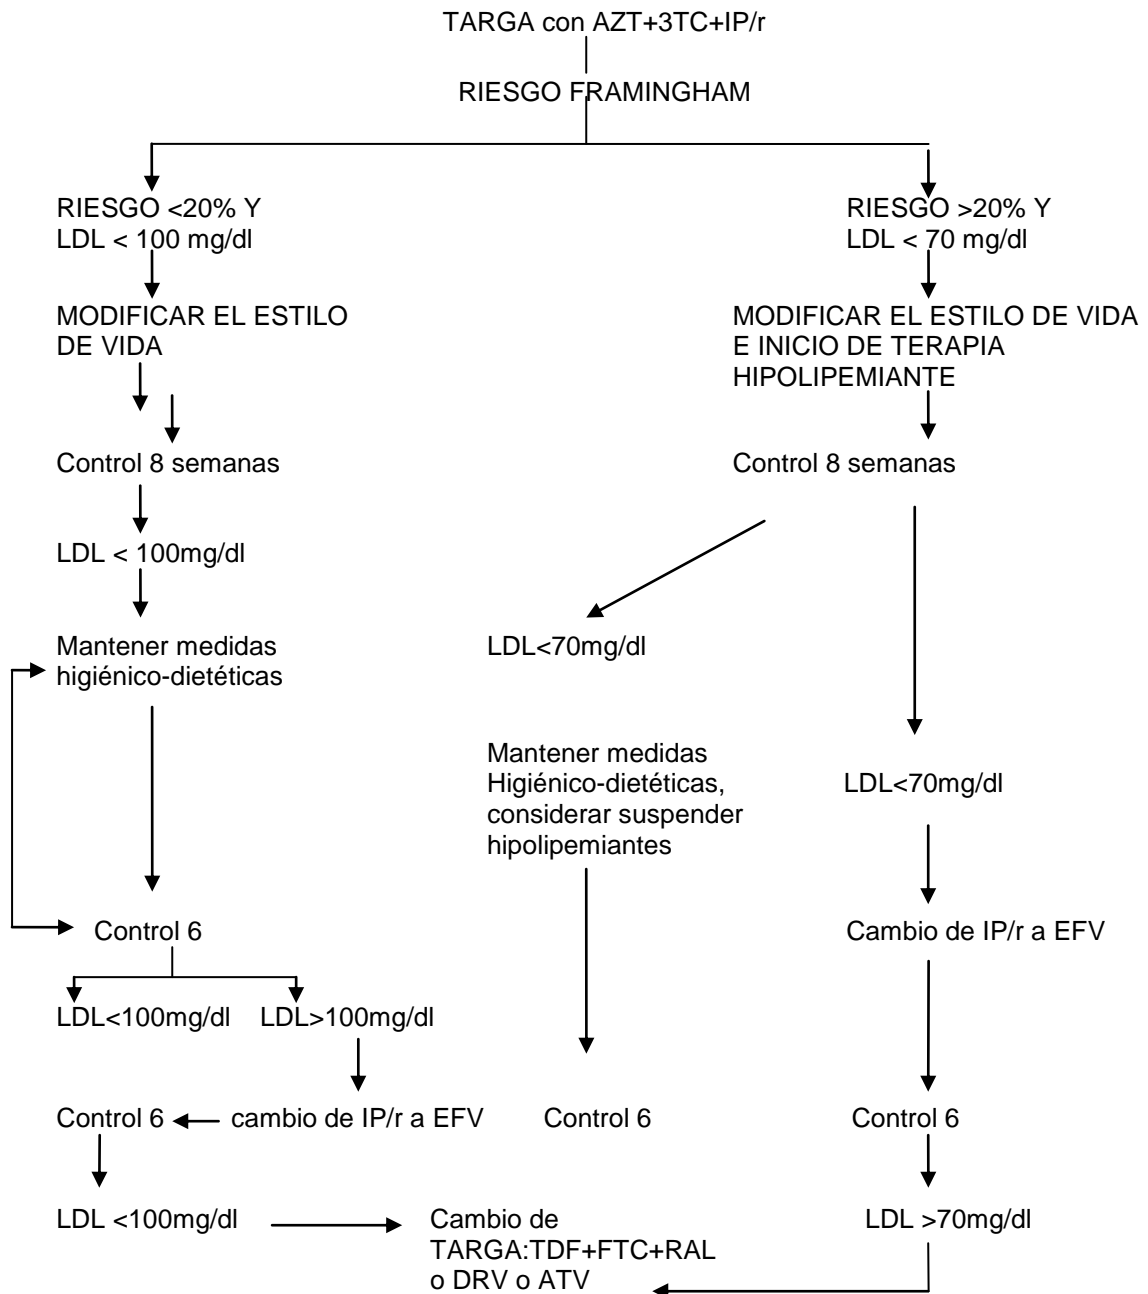 TARGA con AZT+3TC+IP/r
RIESGO FRAMINGHAM
RIESGO <20% Y
LDL < 100 mg/dl
RIESGO >20% Y
LDL < 70 mg/dl
MODIFICAR EL ESTILO
DE VIDA
MODIFICAR EL ESTILO DE VIDA
E INICIO DE TERAPIA
HIPOLIPEMIANTE
Control 8 semanas
Control 8 semanas
LDL < 100mg/dl
Mantener medidas
higiénico-dietéticas
LDL<70mg/dl
Mantener medidas
Higiénico-dietéticas,
considerar suspender
hipolipemiantes
LDL<70mg/dl
Control 6
Cambio de IP/r a EFV
LDL<100mg/dl
LDL>100mg/dl
Control 6
cambio de IP/r a EFV
Control 6
Control 6
LDL <100mg/dl
Cambio de
TARGA:TDF+FTC+RAL
o DRV o ATV
LDL >70mg/dl